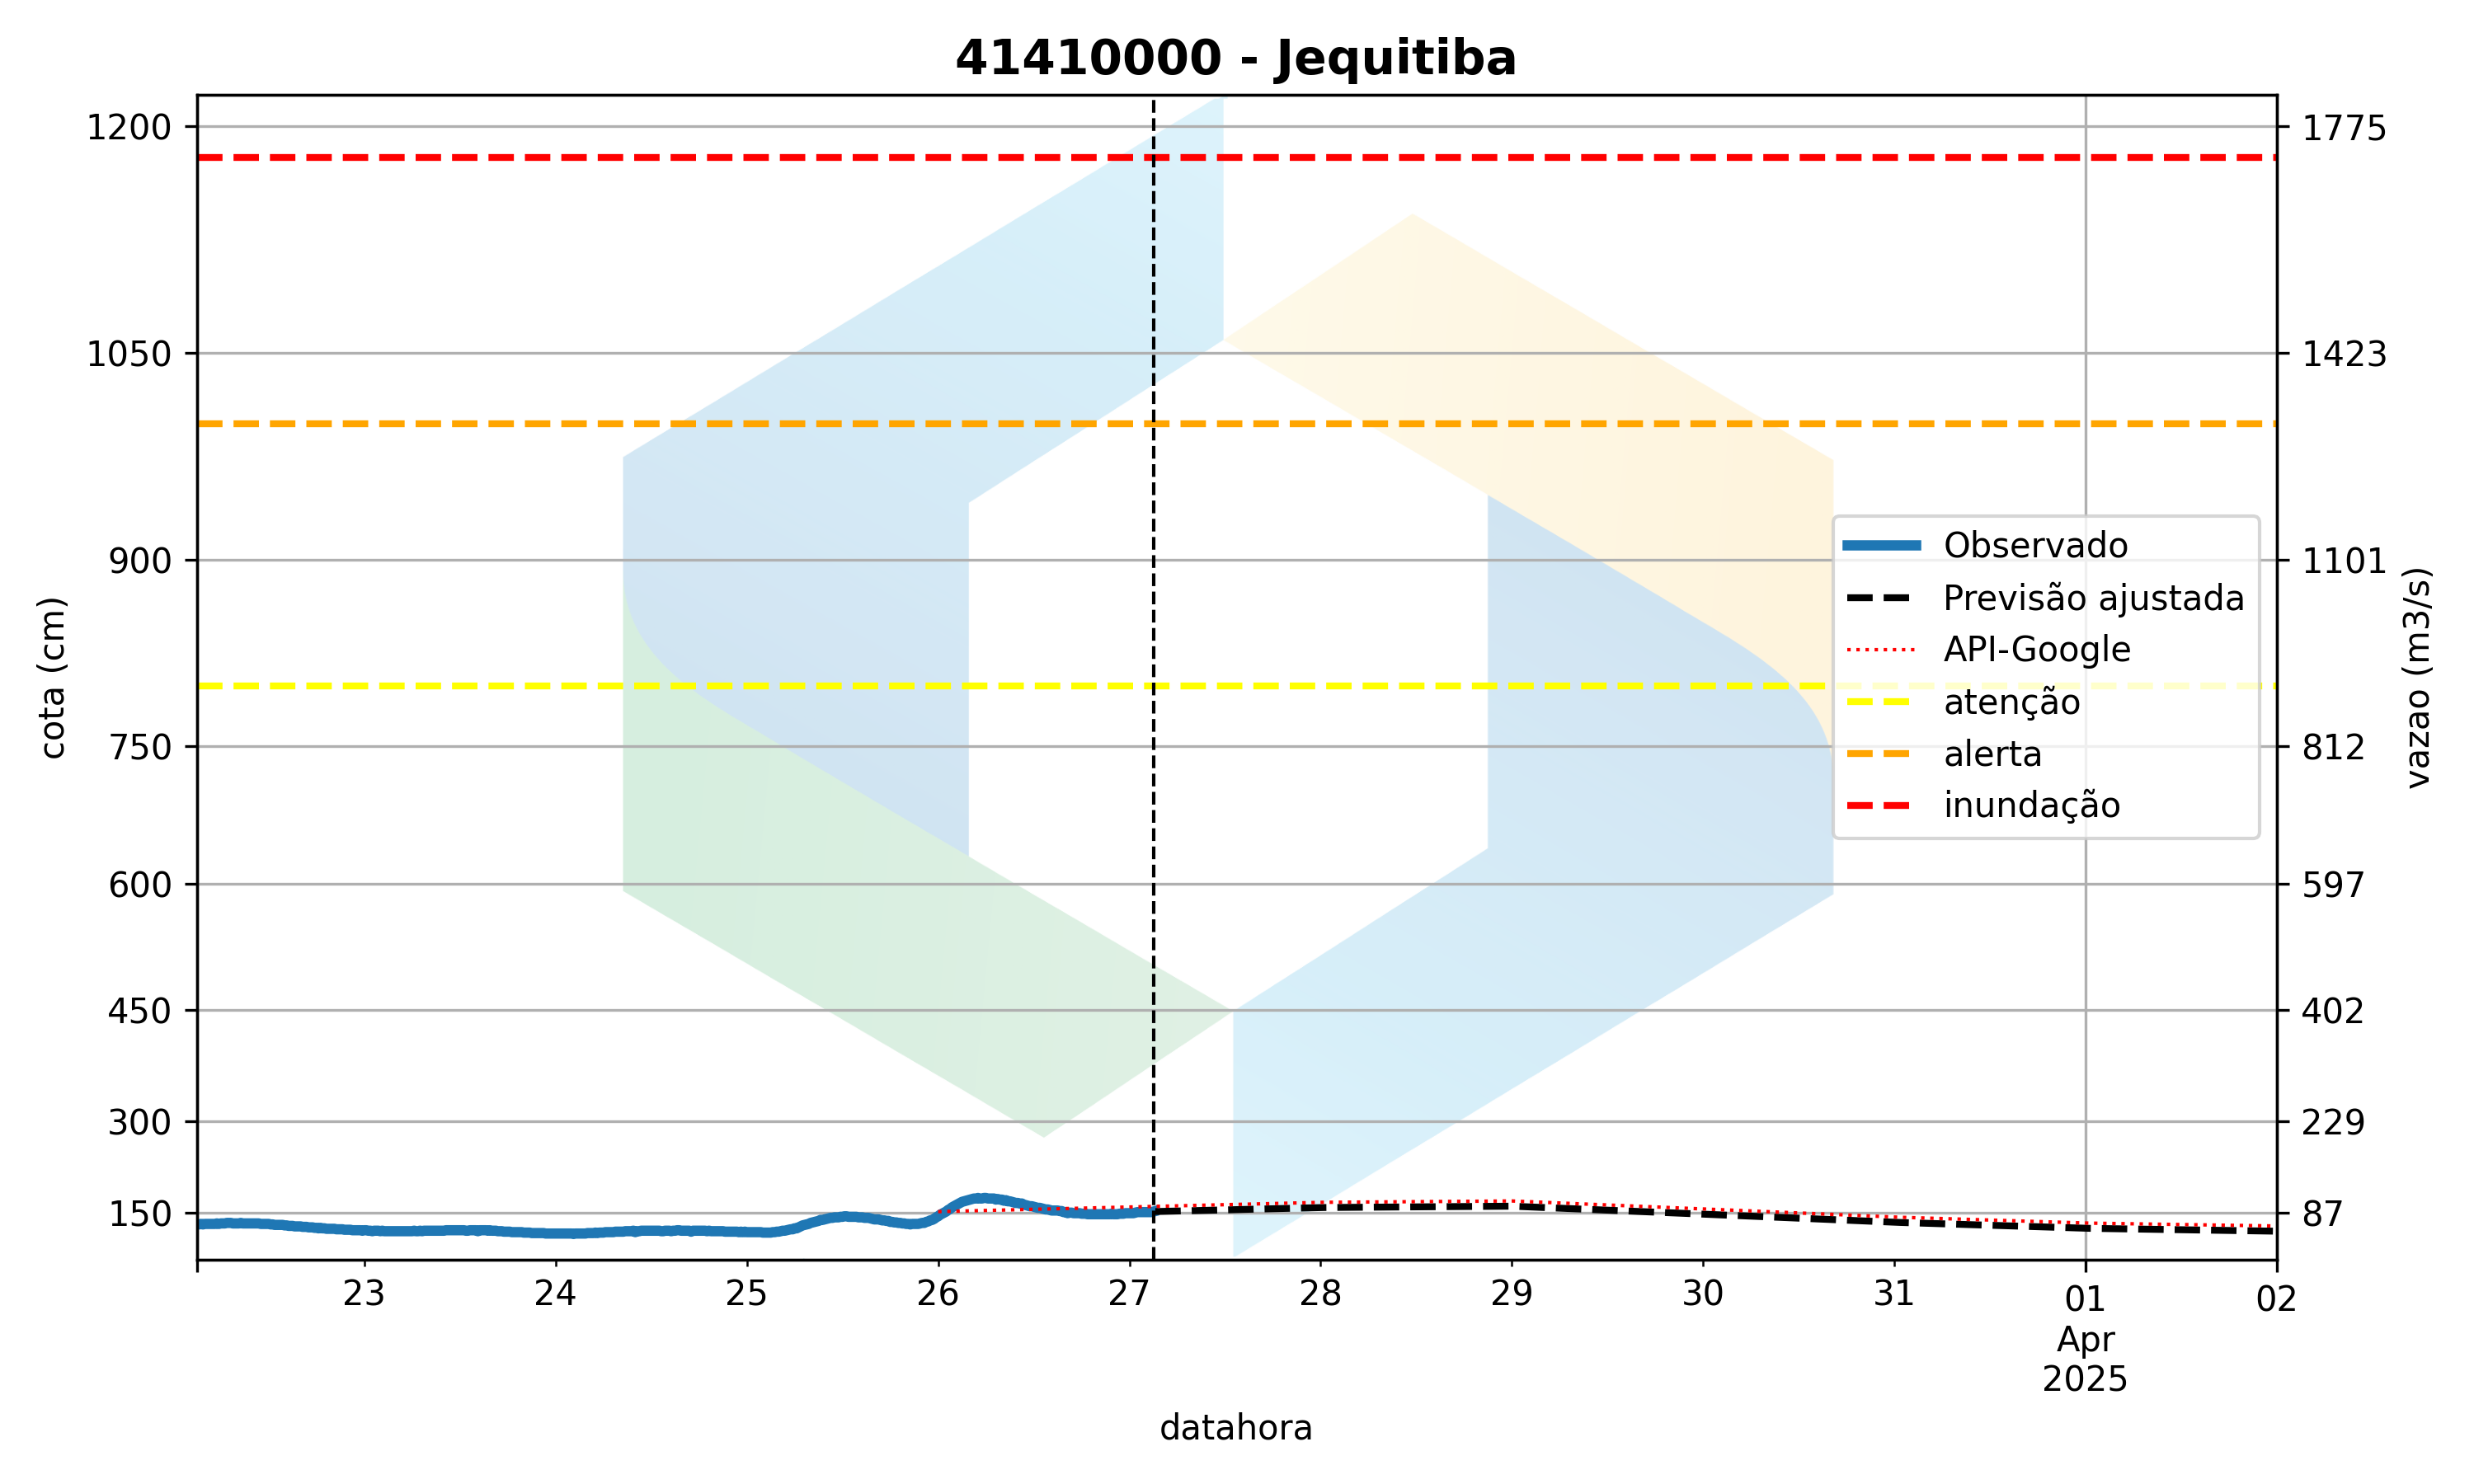 41410000 - Jequitiba
1200
1050
900
750
600
450
300
150
cota (cm)
1775
1423
1101
812
597
402
229
87
vazao (m3/s)
Observado
Previsão ajustada
API-Google
atenção
alerta
inundação
23 24 25 26 27 28 29 30 31 01 02
Apr
2025
datahora